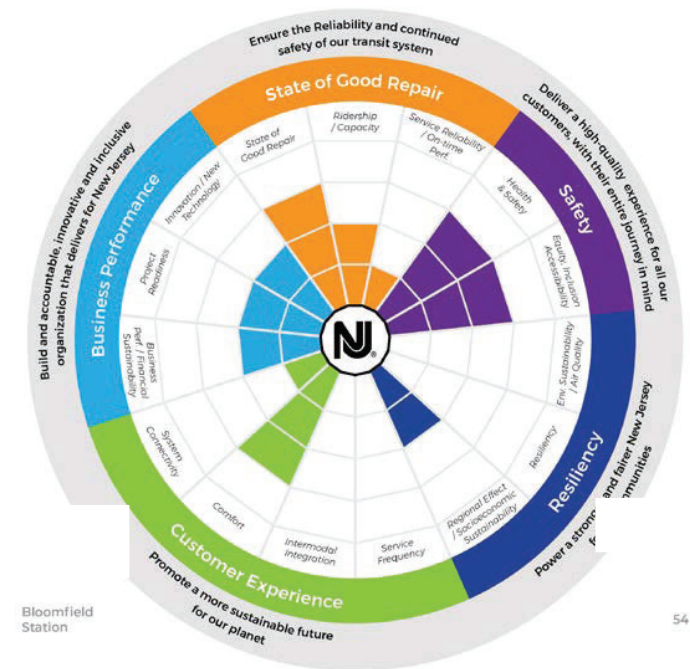 Ensure the Reliability and continued
safety of our transit system
State of Good Repair
Ridership
/ Capacity
Service Reliability
/ On-time
Perf.
State of
Good Repair
Deliver a high-quality experience for all our
customers, with their entire journey in mind
Safety
Health
& Safety
Equity, Inclusion
Accessibility
Build and accountable, innovative and inclusive
organization that delivers for New Jersey
Business Performance
Innovation / New
Technology
Project
Readiness
Business
Perf. / Financial
Sustainability
NJ
Env. Sustainability
/ Air Quality
Resiliency
Regional Effect
/ Socioeconomic
Sustainability
Resiliency
Power a strong and fairer New Jersey
System
Connectivity
Comfort
Intermodal
Integration
Service
Frequency
Customer Experience
Promote a more sustainable future
for our planet
Bloomfield
Station
54